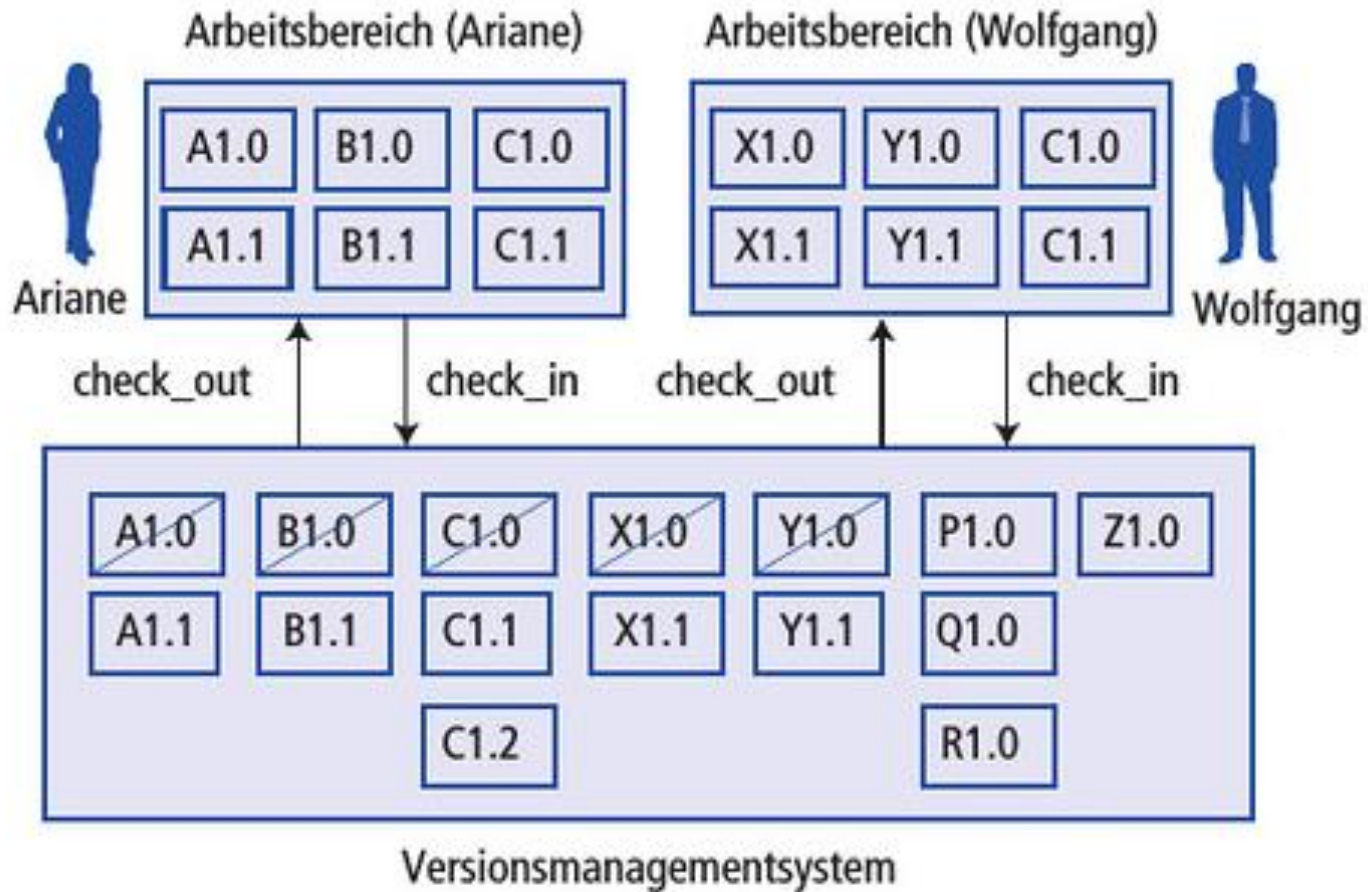 Arbeitsbereich (Ariane) Arbeitsbereich (Wolfgang)
A1.0 B1.0 C1.0 X1.0 Y1.0 C1.0
A1.1 B1.1 C1.1 X1.1 Y1.1 C1.1
Ariane Wolfgang
check_out check_in check_out check_in
A1.0 B1.0 C1.0 X1.0 Y1.0 P1.0 Z1.0
A1.1 B1.1 C1.1 X1.1 Y1.1 Q1.0
C1.2 R1.0
Versionsmanagementsystem